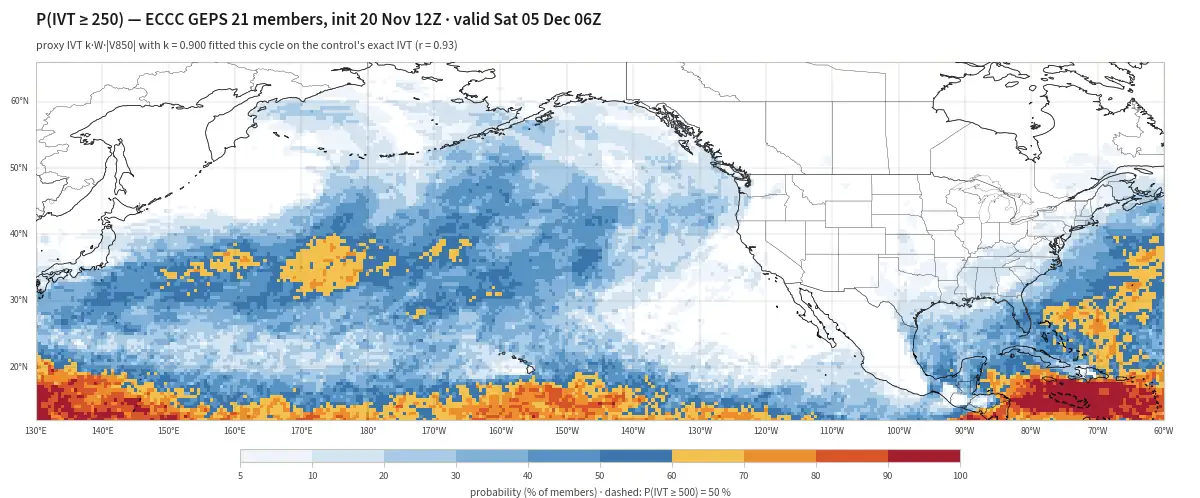 P(IVT ≥ 250) — ECCC GEPS 21 members, init 20 Nov 12Z · valid Sat 05 Dec 06Z
proxy IVT k·W·|V850| with k = 0.900 fitted this cycle on the control's exact IVT (r = 0.93)
60°N
50°N
40°N
30°N
20°N
130°E 140°E 150°E 160°E 170°E 180° 170°W 160°W 150°W 140°W 130°W 120°W 110°W 100°W 90°W 80°W 70°W 60°W
5 10 20 30 40 50 60 70 80 90 100
probability (% of members) · dashed: P(IVT ≥ 500) = 50 %